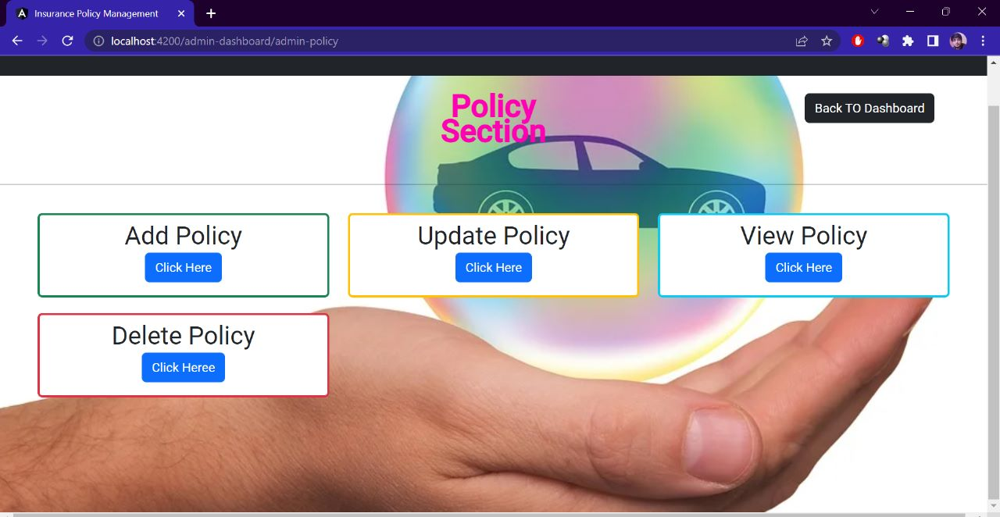 Insurance Policy Management
localhost:4200/admin-dashboard/admin-policy
Policy
Section
Back TO Dashboard
Add Policy
Click Here
Update Policy
Click Here
View Policy
Click Here
Delete Policy
Click Heree